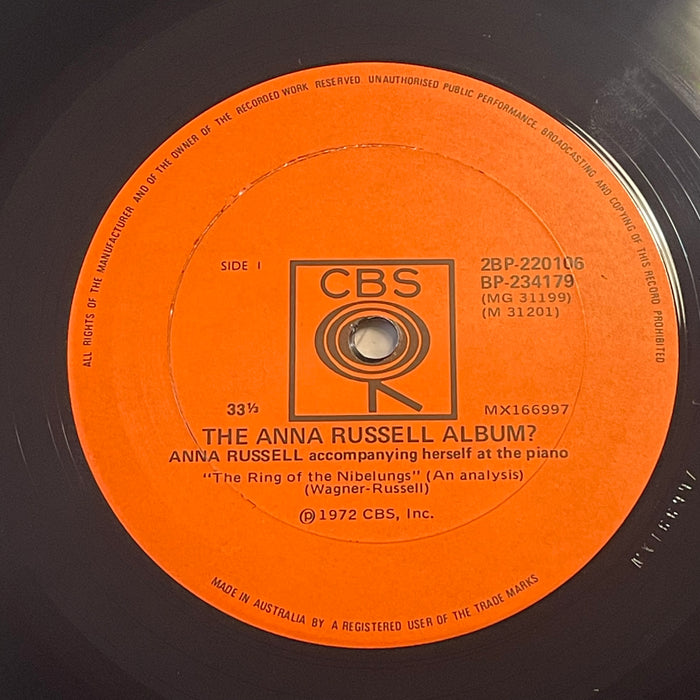 ALL RIGHTS OF THE MANUFACTURER AND OF THE OWNER OF THE RECORDED WORK RESERVED. UNAUTHORISED PUBLIC PERFORMANCE, BROADCASTING AND COPYING OF THIS RECORD PROHIBITED
SIDE 1
CBS
2BP-220106
BP-234179
(MG 31199)
(M 31201)
33⅓
MX166997
THE ANNA RUSSELL ALBUM?
ANNA RUSSELL accompanying herself at the piano
"The Ring of the Nibelungs" (An analysis)
(Wagner-Russell)
℗ 1972 CBS, Inc.
MADE IN AUSTRALIA BY A REGISTERED USER OF THE TRADE MARKS
MX166997